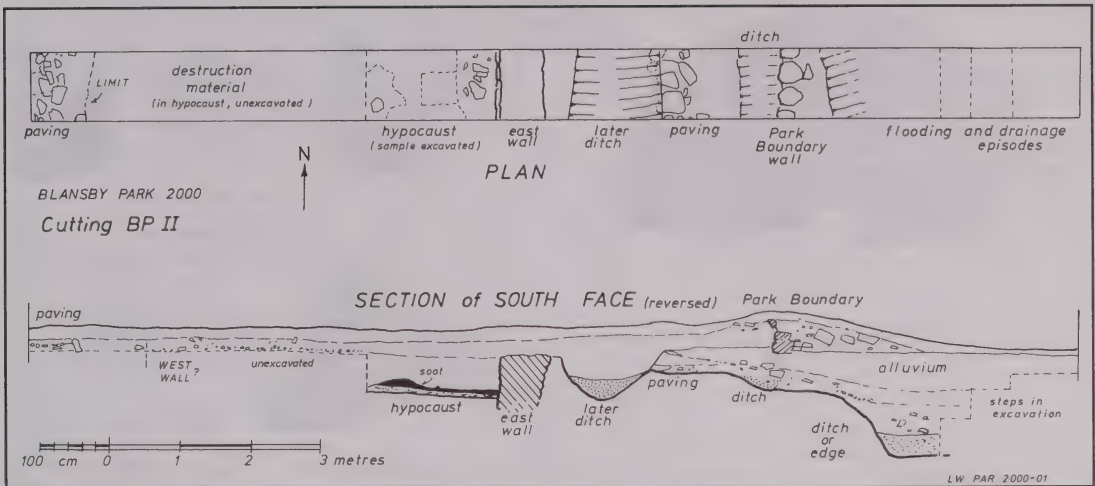 ditch
LIMIT
destruction
material
(in hypocaust, unexcavated)
paving
hypocaust
(sample excavated)
east
wall
later
ditch
paving
Park
Boundary
wall
flooding
and drainage
episodes
N
PLAN
BLANSBY PARK 2000
Cutting BP II
SECTION of SOUTH FACE (reversed)
Park Boundary
paving
WEST
WALL?
unexcavated
soot
hypocaust
east
wall
later
ditch
paving
ditch
alluvium
steps in
excavation
ditch
or
edge
100 cm 0 1 2 3 metres
LW PAR 2000-01